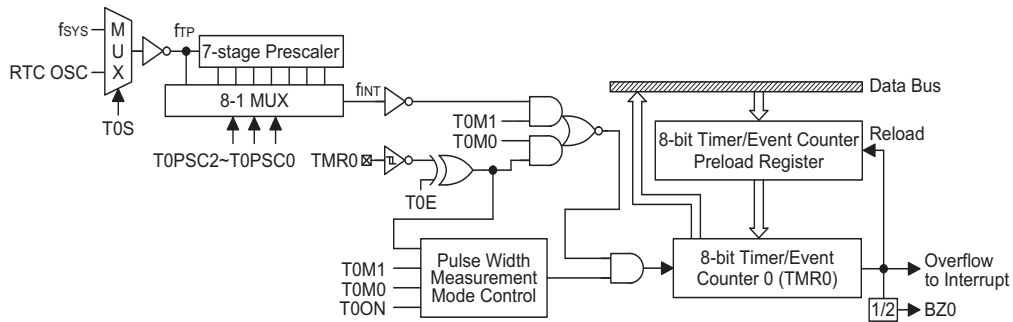 fSYS
M
U
X
RTC OSC
T0S
fTP
7-stage Prescaler
8-1 MUX
fINT
T0PSC2~T0PSC0
TMR0
T0E
T0M1
T0M0
T0M1
T0M0
T0ON
Pulse Width
Measurement
Mode Control
Data Bus
8-bit Timer/Event Counter
Preload Register
Reload
8-bit Timer/Event
Counter 0 (TMR0)
Overflow
to Interrupt
1/2
BZ0